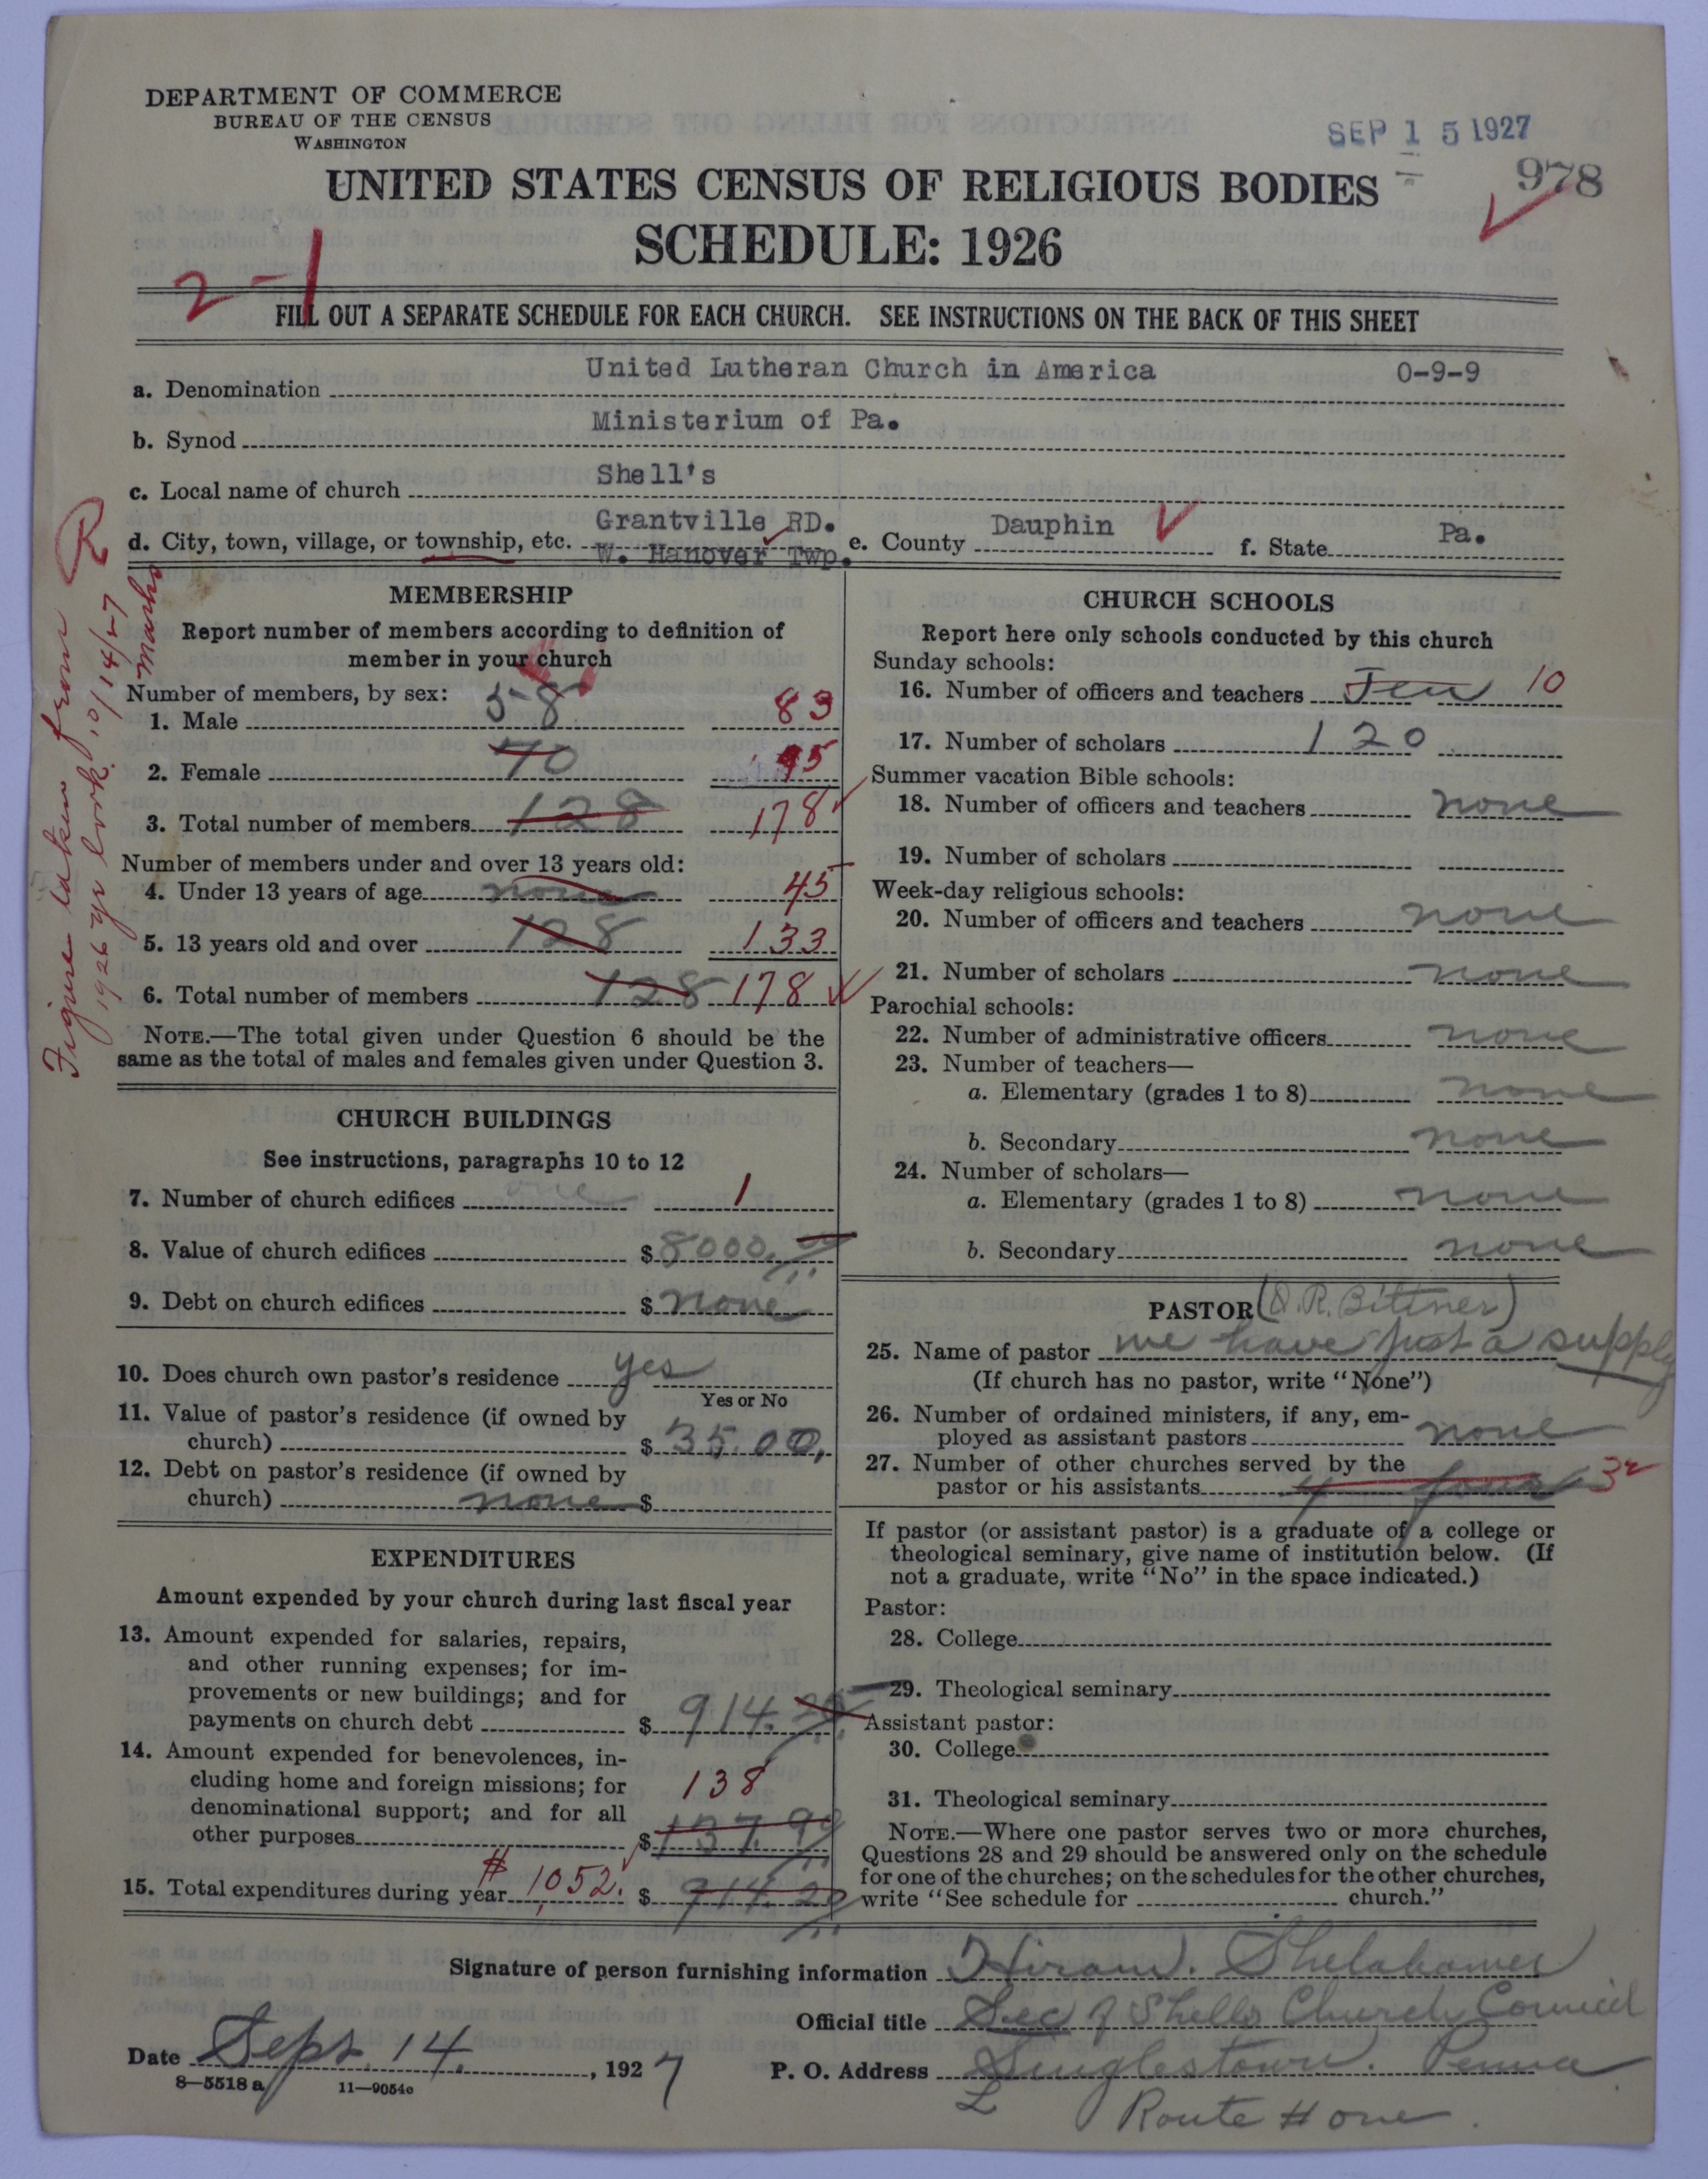 DEPARTMENT OF COMMERCE
BUREAU OF THE CENSUS
WASHINGTON
SEP 15 1927
978
UNITED STATES CENSUS OF RELIGIOUS BODIES
SCHEDULE: 1926
2-1
FILL OUT A SEPARATE SCHEDULE FOR EACH CHURCH. SEE INSTRUCTIONS ON THE BACK OF THIS SHEET
a. Denomination United Lutheran Church in America 0-9-9
b. Synod Ministerium of Pa.
c. Local name of church Shell's
d. City, town, village, or township, etc. Grantville RD. W. Hanover Twp. e. County Dauphin f. State Pa.
Figures taken from R
1926 yr book. 10/14/27
Marks
MEMBERSHIP
Report number of members according to definition of
member in your church
Number of members, by sex:
1. Male 58 83
2. Female 70 95
3. Total number of members 128 178
Number of members under and over 13 years old:
4. Under 13 years of age none 45
5. 13 years old and over 128 133
6. Total number of members 128 178
NOTE.—The total given under Question 6 should be the
same as the total of males and females given under Question 3.
CHURCH BUILDINGS
See instructions, paragraphs 10 to 12
7. Number of church edifices one 1
8. Value of church edifices $ 8000.00
9. Debt on church edifices $ none
10. Does church own pastor's residence yes
Yes or No
11. Value of pastor's residence (if owned by
church) $ 35.00,
12. Debt on pastor's residence (if owned by
church) none $
EXPENDITURES
Amount expended by your church during last fiscal year
13. Amount expended for salaries, repairs,
and other running expenses; for im-
provements or new buildings; and for
payments on church debt $ 914.20
14. Amount expended for benevolences, in-
cluding home and foreign missions; for
denominational support; and for all
other purposes 138 $ 137.99
15. Total expenditures during year $1052. $ 914.20
CHURCH SCHOOLS
Report here only schools conducted by this church
Sunday schools:
16. Number of officers and teachers Ten 10
17. Number of scholars 120
Summer vacation Bible schools:
18. Number of officers and teachers none
19. Number of scholars
Week-day religious schools:
20. Number of officers and teachers none
21. Number of scholars none
Parochial schools:
22. Number of administrative officers none
23. Number of teachers—
a. Elementary (grades 1 to 8) none
b. Secondary none
24. Number of scholars—
a. Elementary (grades 1 to 8) none
b. Secondary none
PASTOR (D. R. Bittner)
25. Name of pastor we have just a supply
(If church has no pastor, write "None")
26. Number of ordained ministers, if any, em-
ployed as assistant pastors none
27. Number of other churches served by the
pastor or his assistants 4 four 3
If pastor (or assistant pastor) is a graduate of a college or
theological seminary, give name of institution below. (If
not a graduate, write "No" in the space indicated.)
Pastor:
28. College
29. Theological seminary
Assistant pastor:
30. College
31. Theological seminary
NOTE.—Where one pastor serves two or more churches,
Questions 28 and 29 should be answered only on the schedule
for one of the churches; on the schedules for the other churches,
write "See schedule for church."
Signature of person furnishing information Hiram. Shelahamer
Official title Sec of Shells Church Council
Date Sept 14. , 1927 P. O. Address Linglestown. Penna
8—5518 a 11—9054c
Route # one.